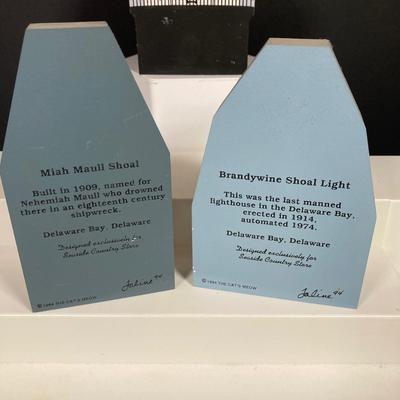 Miah Maull Shoal
Built in 1909, named for
Nehemiah Maull who drowned
there in an eighteenth century
shipwreck.
Delaware Bay, Delaware
Designed exclusively for
Seaside Country Store
© 1994 THE CAT'S MEOW
Faline '94
Brandywine Shoal Light
This was the last manned
lighthouse in the Delaware Bay,
erected in 1914,
automated 1974.
Delaware Bay, Delaware
Designed exclusively for
Seaside Country Store
© 1994 THE CAT'S MEOW
Faline '94